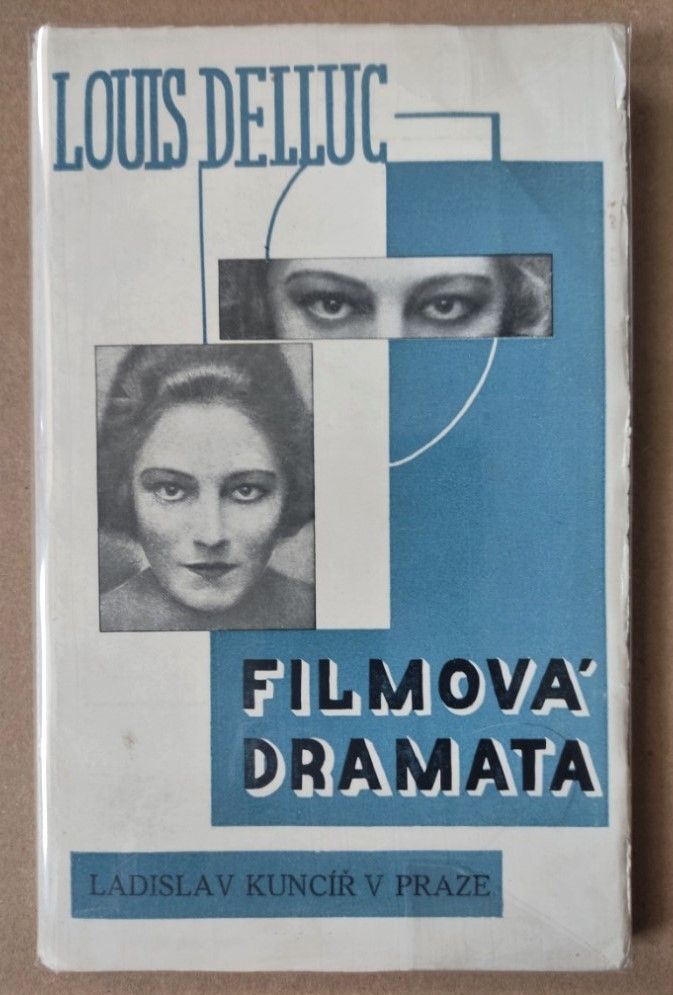 LOUIS DELLUC
FILMOVÁ
DRAMATA
LADISLAV KUNCÍŘ V PRAZE